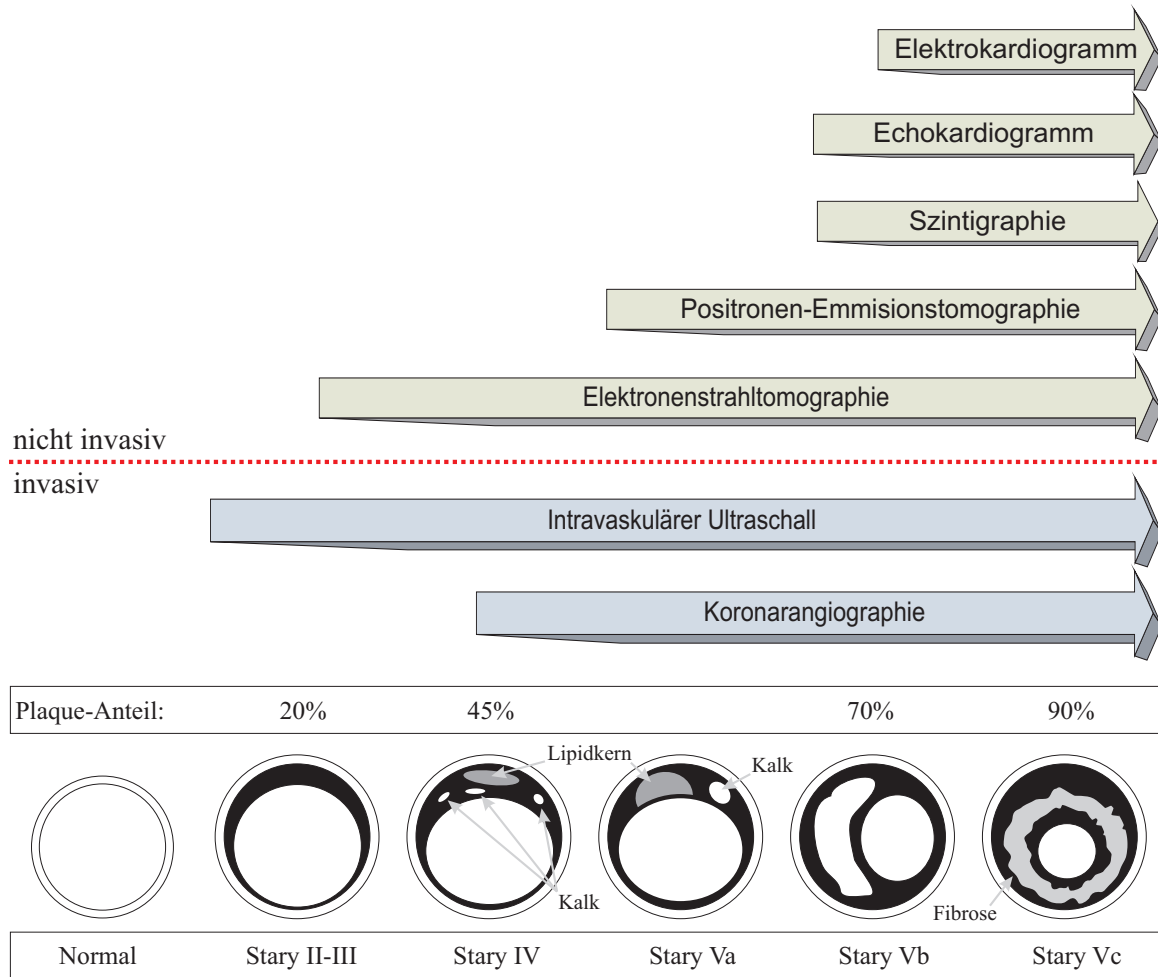 Elektrokardiogramm
Echokardiogramm
Szintigraphie
Positronen-Emmisionstomographie
Elektronenstrahltomographie
nicht invasiv
invasiv
Intravaskulärer Ultraschall
Koronarangiographie
Plaque-Anteil: 20% 45% 70% 90%
Lipidkern
Kalk
Kalk
Fibrose
Normal Stary II-III Stary IV Stary Va Stary Vb Stary Vc